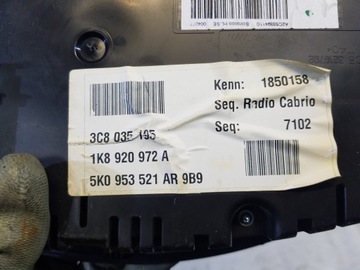 Kenn: 1850158
Seq. Radio Cabrio
Seq: 7102
3C8 035 195
1K8 920 972 A
5K0 953 521 AR 9B9